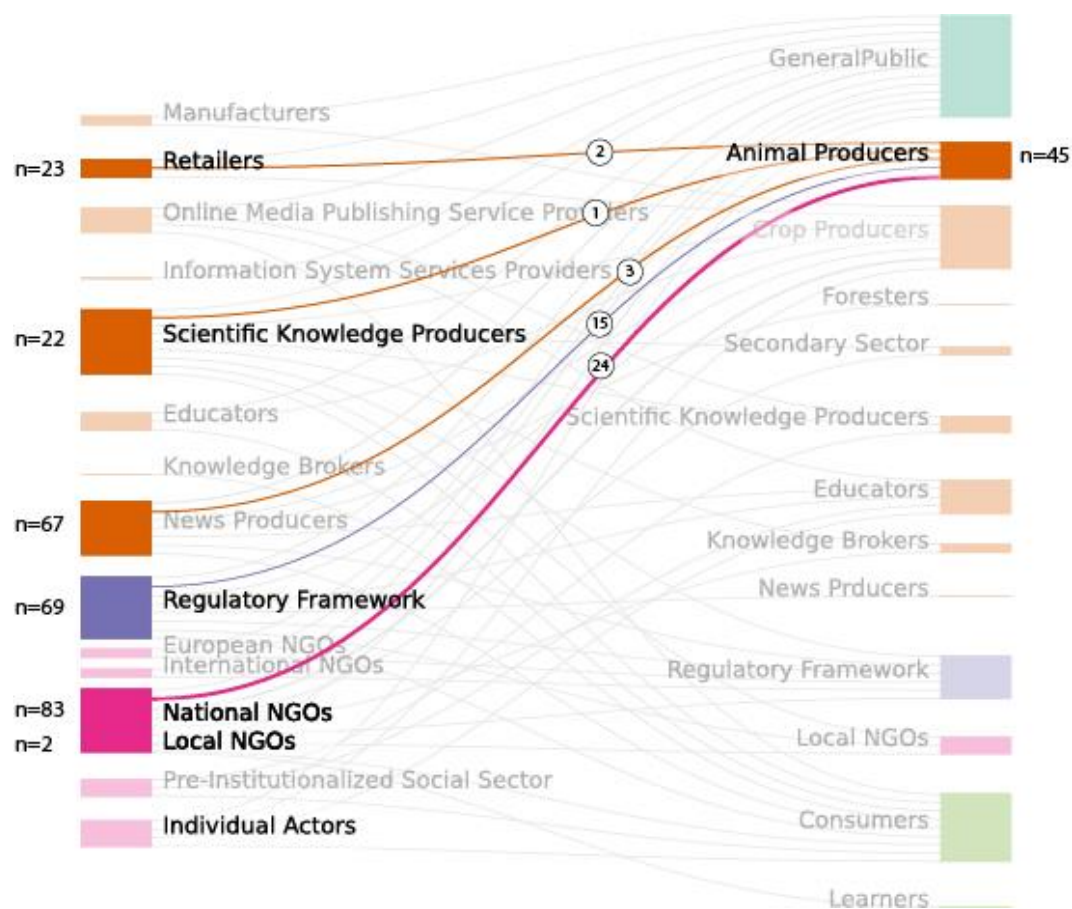 GeneralPublic
Manufacturers
n=23
Retailers
2
Animal Producers
n=45
Online Media Publishing Service Providers
1
Crop Producers
Information System Services Providers
3
Foresters
n=22
Scientific Knowledge Producers
15
Secondary Sector
24
Educators
Scientific Knowledge Producers
Knowledge Brokers
Educators
n=67
News Producers
Knowledge Brokers
n=69
Regulatory Framework
News Prducers
European NGOs
International NGOs
Regulatory Framework
n=83
National NGOs
n=2
Local NGOs
Local NGOs
Pre-Institutionalized Social Sector
Individual Actors
Consumers
Learners